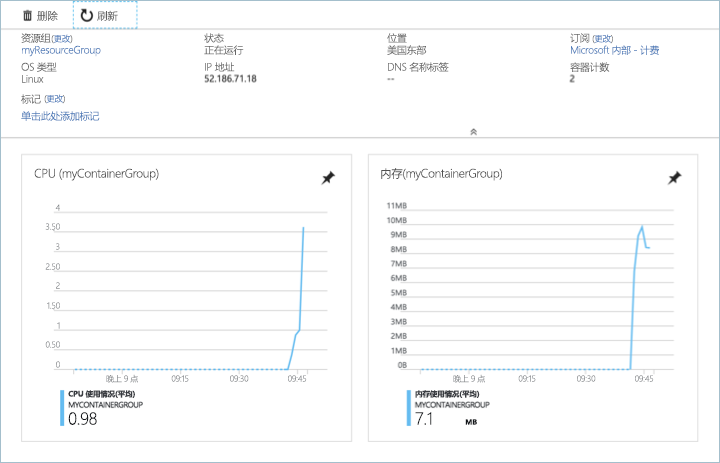 删除 刷新
资源组(更改) 状态 位置 订阅 (更改)
myResourceGroup 正在运行 美国东部 Microsoft 内部 - 计费
OS 类型 IP 地址 DNS 名称标签 容器计数
Linux 52.186.71.18 -- 2
标记 (更改)
单击此处添加标记
CPU (myContainerGroup)
4
3.50
3
2.50
2
1.50
1
0.50
0
晚上 9 点 09:15 09:30 09:45
CPU 使用情况(平均)
MYCONTAINERGROUP
0.98
内存(myContainerGroup)
11MB
10MB
9MB
8MB
7MB
6MB
5MB
4MB
3MB
2MB
1MB
0B
晚上 9 点 09:15 09:30 09:45
内存使用情况(平均)
MYCONTAINERGROUP
7.1 MB